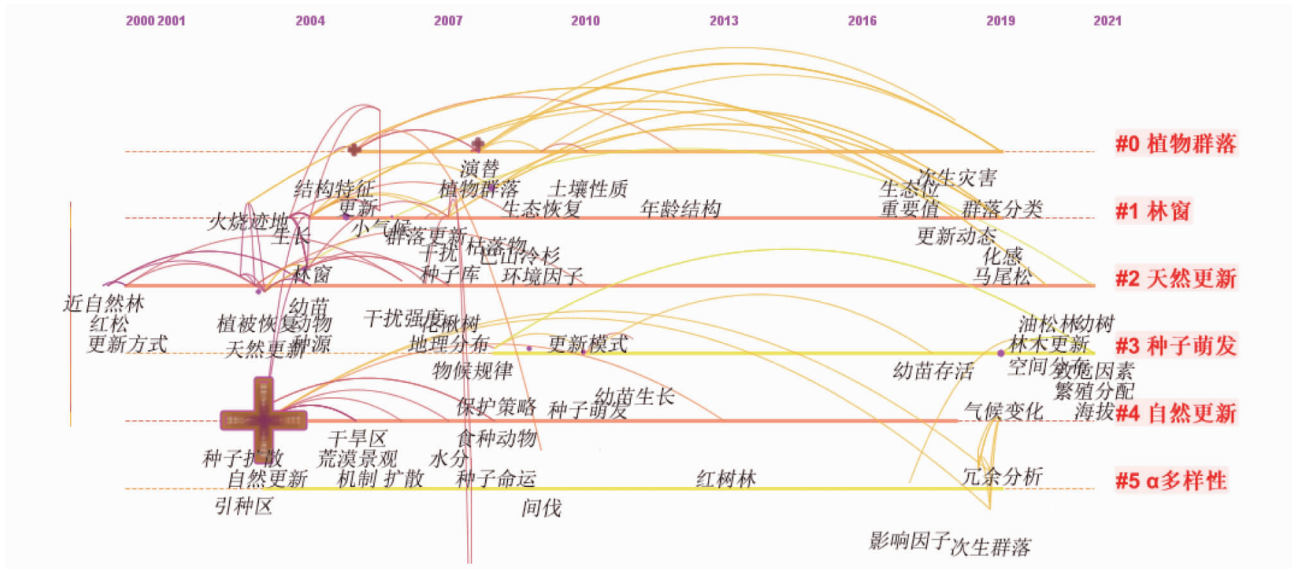 2000 2001 2004 2007 2010 2013 2016 2019 2021
#0 植物群落
演替
次生灾害
结构特征 植物群落 土壤性质 生态位
更新 生态恢复 年龄结构 重要值 群落分类
#1 林窗
火烧迹地 小气候
生长 群落更新 更新动态
枯落物
干扰 巴山冷杉 化感
林窗 种子库 环境因子 马尾松
#2 天然更新
近自然林 幼苗
红松 植被恢复 动物 干扰强度 油松林 幼树
更新方式 天然更新 种源 地理分布 更新模式 林木更新
#3 种子萌发
物候规律 幼苗存活 空间分布 致危因素
幼苗生长 繁殖分配
保护策略 种子萌发 气候变化 海拔
#4 自然更新
干旱区 食种动物
种子扩散 荒漠景观 水分
自然更新 机制 扩散 种子命运 红树林 冗余分析
#5 α多样性
引种区 间伐
影响因子 次生群落